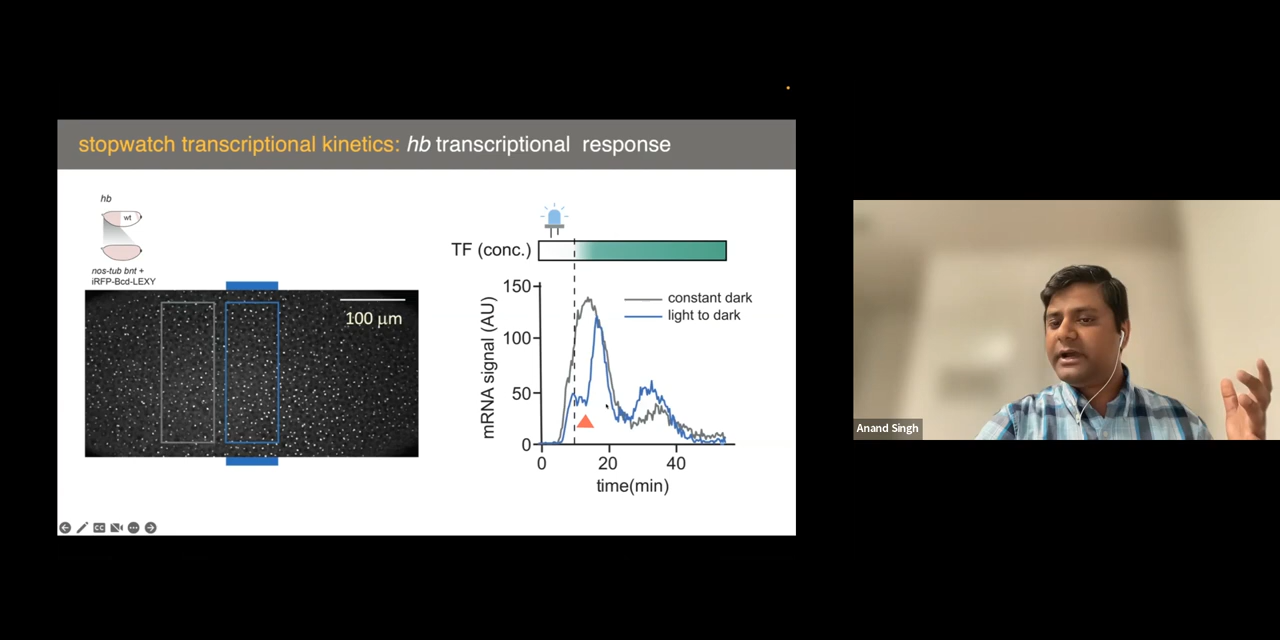 stopwatch transcriptional kinetics: hb transcriptional response
hb
wt
nos-tub bnt +
iRFP-Bcd-LEXY
100 μm
TF (conc.)
150
100
50
0
mRNA signal (AU)
constant dark
light to dark
0
20
40
time(min)
CC
Anand Singh